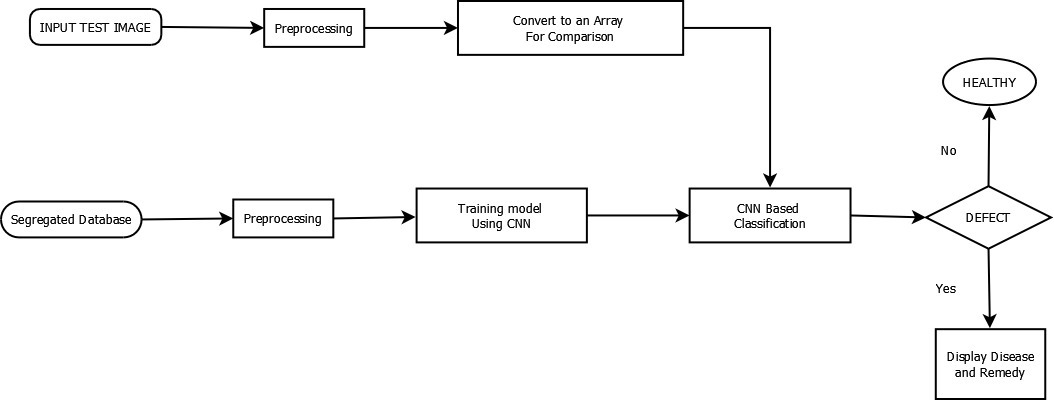 INPUT TEST IMAGE
Preprocessing
Convert to an Array
For Comparison
HEALTHY
No
Segregated Database
Preprocessing
Training model
Using CNN
CNN Based
Classification
DEFECT
Yes
Display Disease
and Remedy